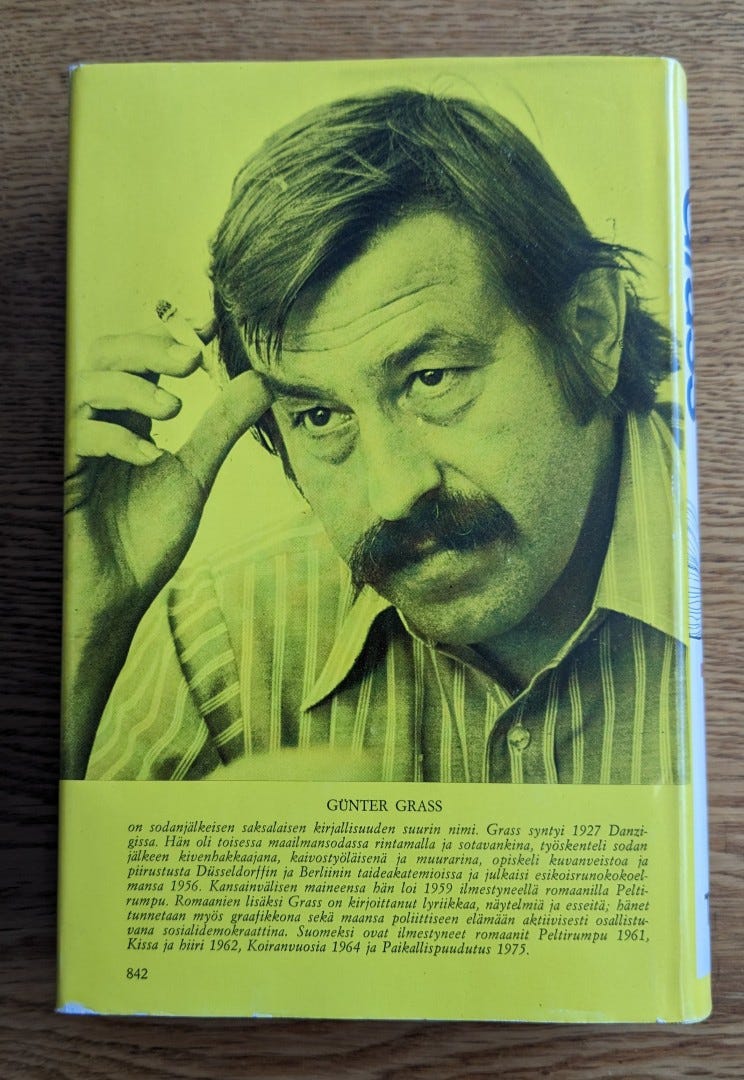 GÜNTER GRASS
on sodanjälkeisen saksalaisen kirjallisuuden suurin nimi. Grass syntyi 1927 Danzi-
gissa. Hän oli toisessa maailmansodassa rintamalla ja sotavankina, työskenteli sodan
jälkeen kivenhakkaajana, kaivostyöläisenä ja muurarina, opiskeli kuvanveistoa ja
piirustusta Düsseldorffin ja Berliinin taideakatemioissa ja julkaisi esikoisrunokokoel-
mansa 1956. Kansainvälisen maineensa hän loi 1959 ilmestyneellä romaanilla Pelti-
rumpu. Romaanien lisäksi Grass on kirjoittanut lyriikkaa, näytelmiä ja esseitä; hänet
tunnetaan myös graafikkona sekä maansa poliittiseen elämään aktiivisesti osallistu-
vana sosialidemokraattina. Suomeksi ovat ilmestyneet romaanit Peltirumpu 1961,
Kissa ja hiiri 1962, Koiranvuosia 1964 ja Paikallispuudutus 1975.
842
Grass